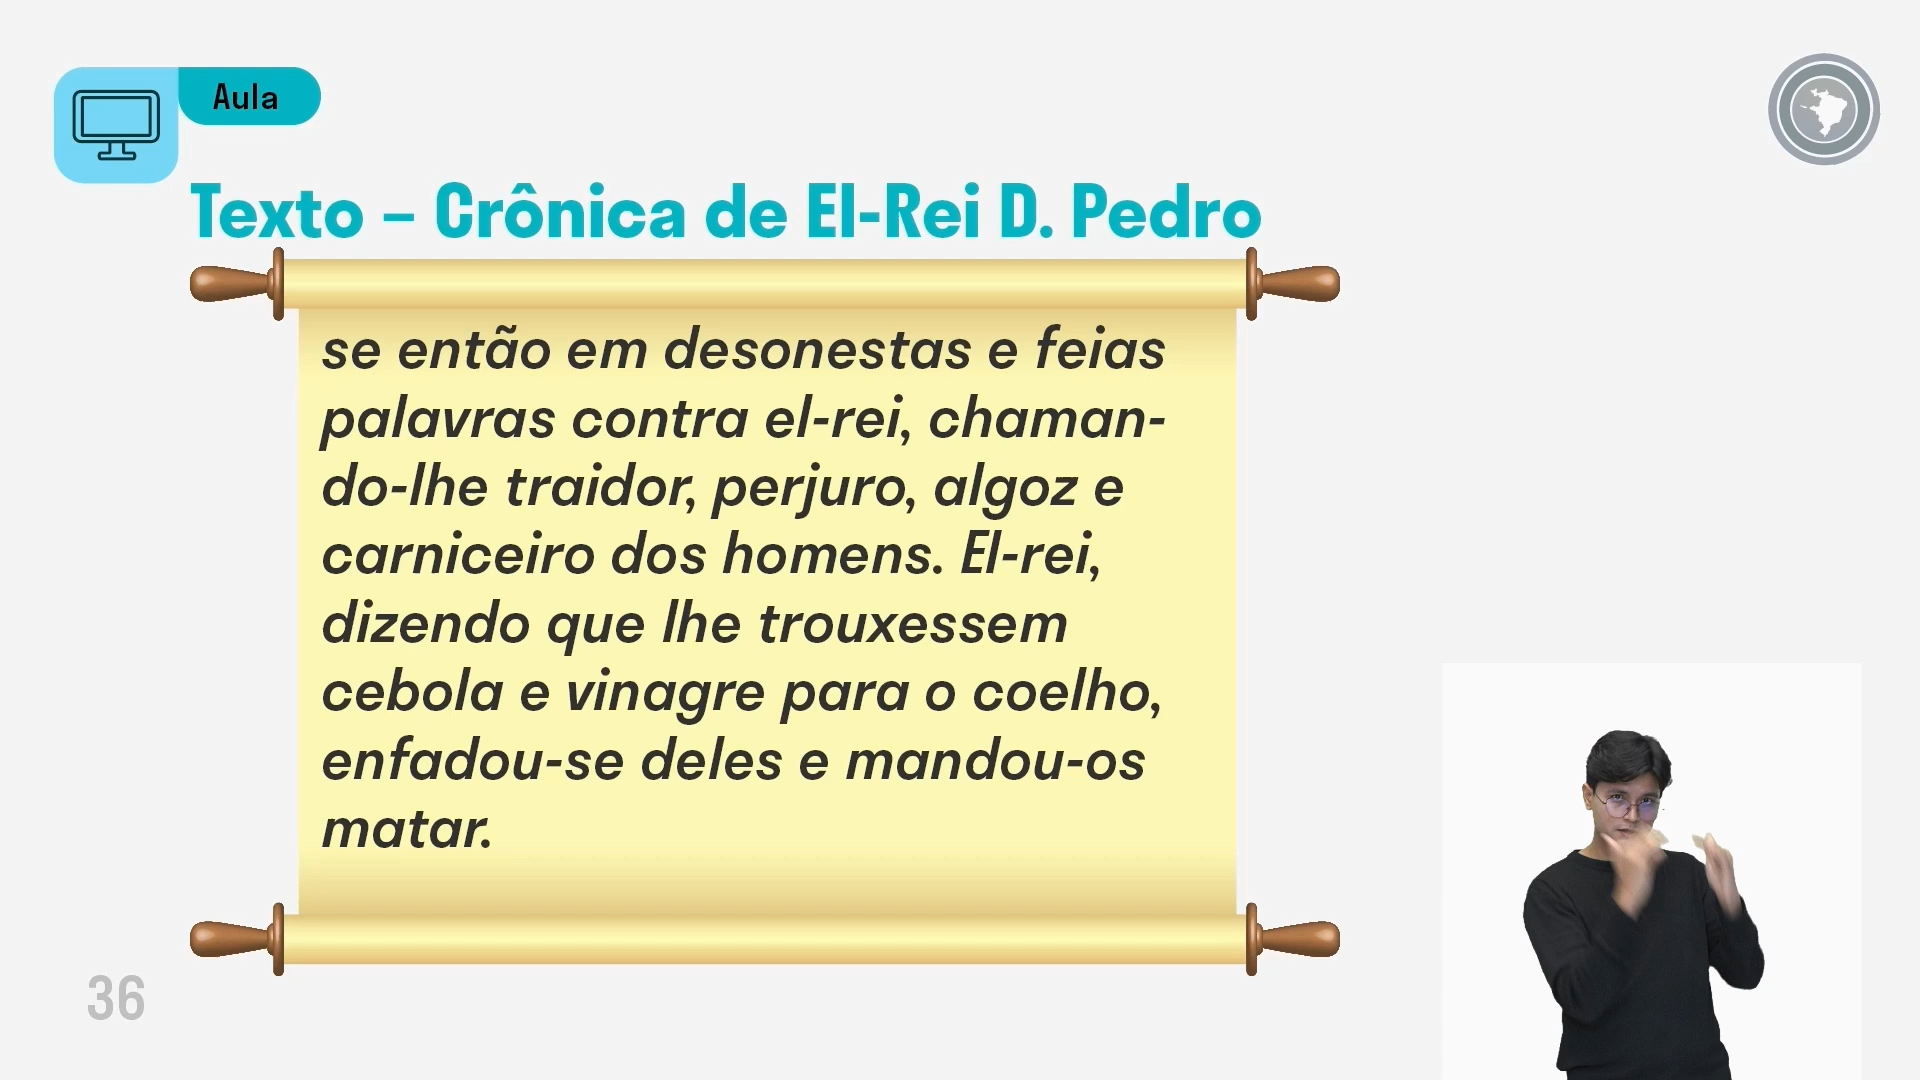 Aula
Texto – Crônica de El-Rei D. Pedro
se então em desonestas e feias
palavras contra el-rei, chaman-
do-lhe traidor, perjuro, algoz e
carniceiro dos homens. El-rei,
dizendo que lhe trouxessem
cebola e vinagre para o coelho,
enfadou-se deles e mandou-os
matar.
36